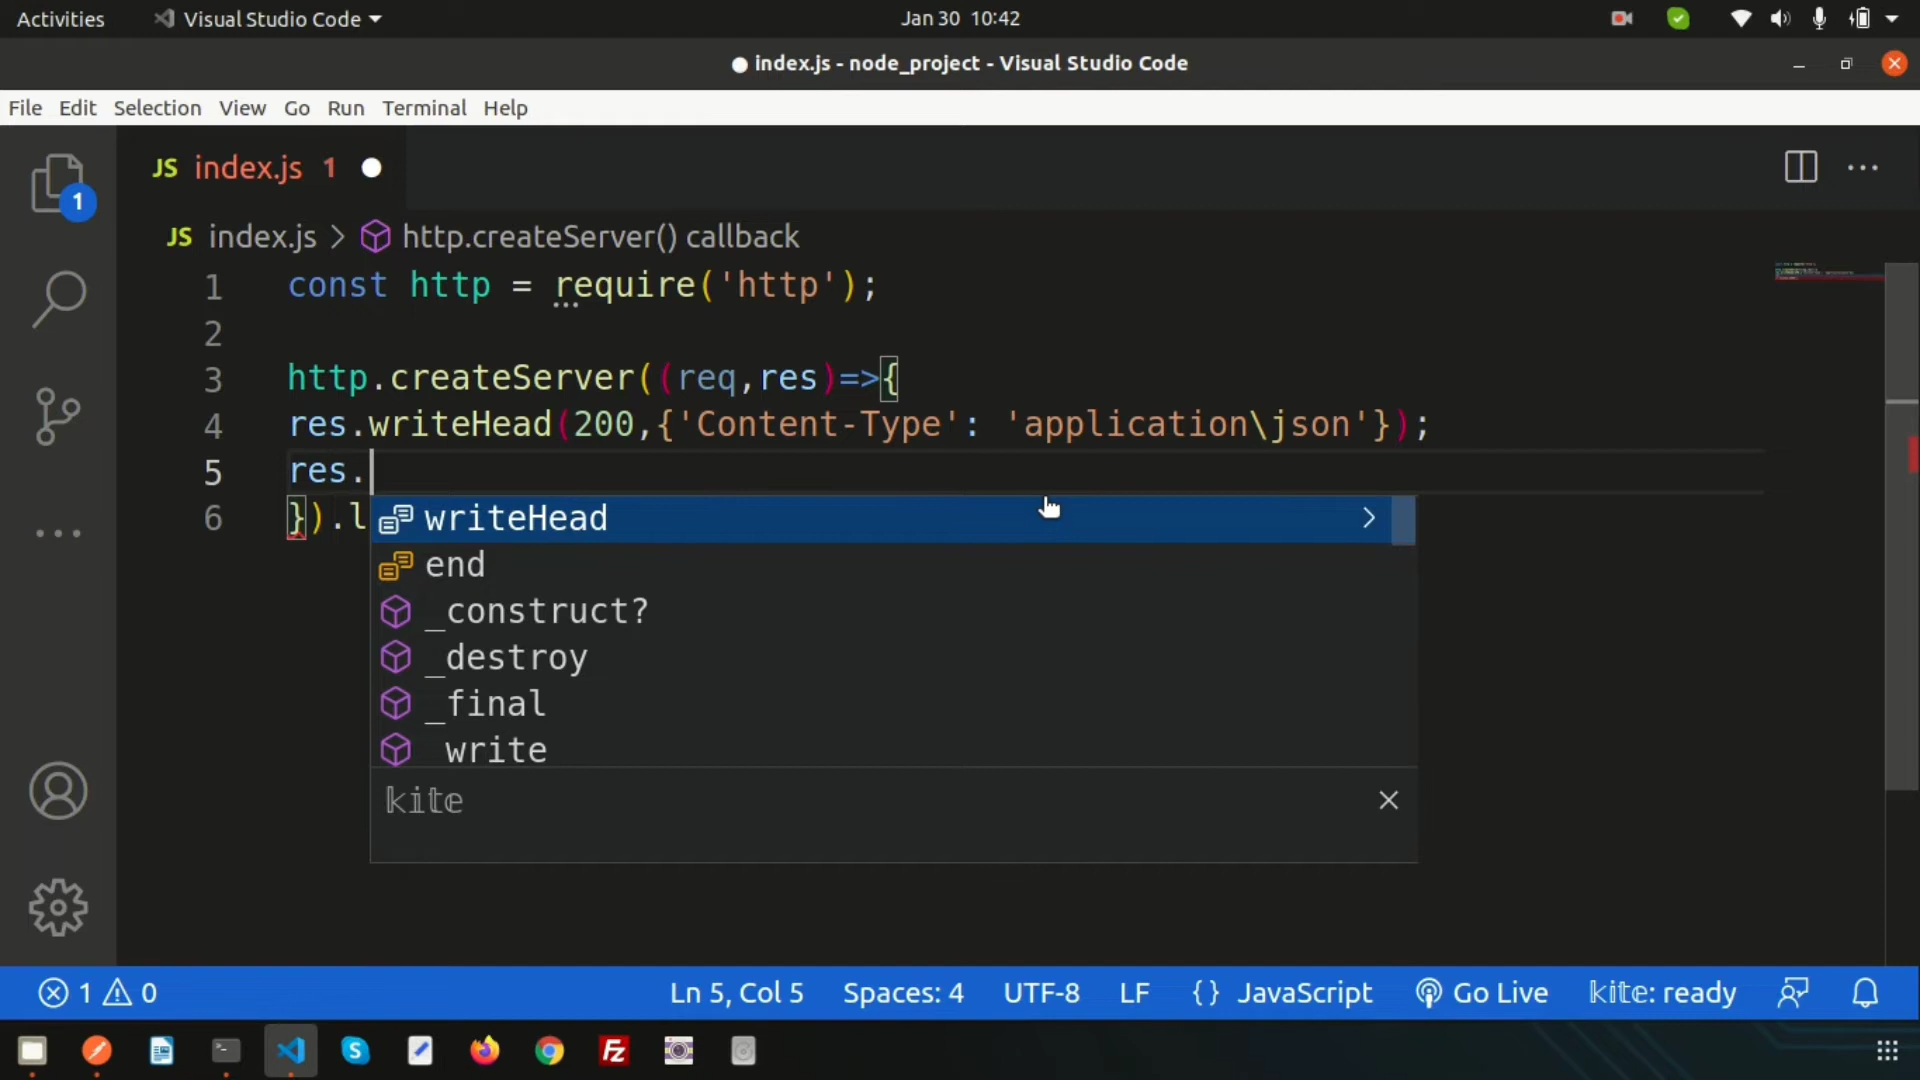 Activities Visual Studio Code Jan 30 10:42
● index.js - node_project - Visual Studio Code
File Edit Selection View Go Run Terminal Help
JS index.js 1
1
JS index.js > http.createServer() callback
1 const http = require('http');
2
3 http.createServer((req,res)=>{
4 res.writeHead(200,{'Content-Type': 'application\json'});
5 res.
6 }).l
writeHead
end
_construct?
_destroy
_final
_write
kite
1 0 Ln 5, Col 5 Spaces: 4 UTF-8 LF {} JavaScript Go Live kite: ready